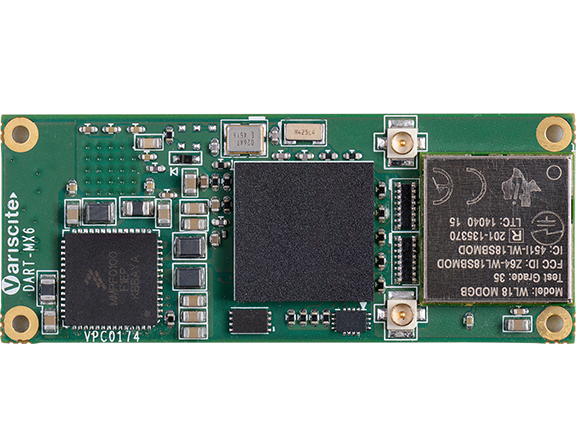 Variscite
DART-MX6
VPC0174
H423L4
Model: WL18 MODGB
Test Grade: 35
FCC ID: Z64-WL18SBMOD
IC: 451I-WL18SBMOD
R 201-135370
LTC: 14040 15